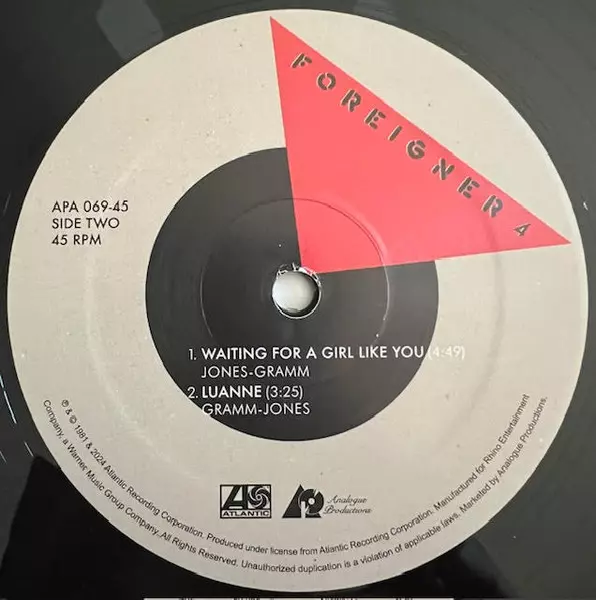 FOREIGNER 4
APA 069-45
SIDE TWO
45 RPM
1. WAITING FOR A GIRL LIKE YOU (4:49)
JONES-GRAMM
2. LUANNE (3:25)
GRAMM-JONES
ATLANTIC
Analogue
Productions
℗ & © 1981 & 2024 Atlantic Recording Corporation. Produced under license from Atlantic Recording Corporation. Manufactured for Rhino Entertainment
Company, a Warner Music Group Company. All Rights Reserved. Unauthorized duplication is a violation of applicable laws. Marketed by Analogue Productions.